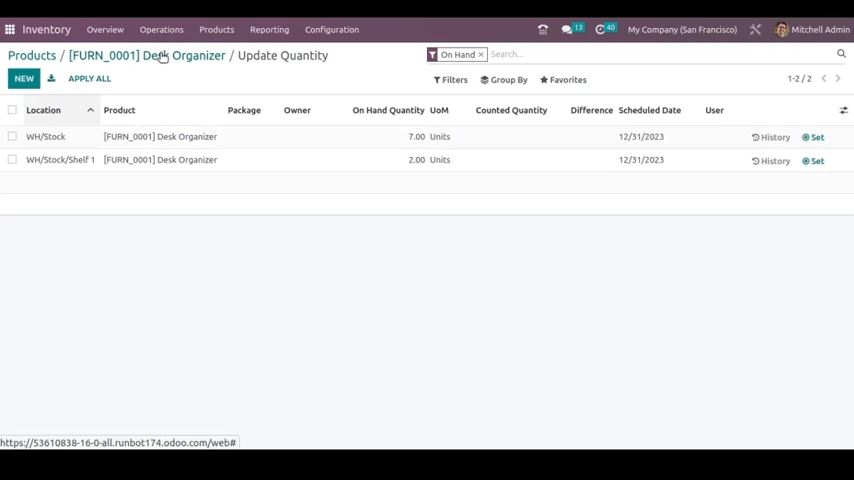 Inventory Overview Operations Products Reporting Configuration 13 40 My Company (San Francisco) Mitchell Admin
Products / [FURN_0001] Desk Organizer / Update Quantity On Hand × Search...
NEW APPLY ALL Filters Group By Favorites 1-2 / 2
Location Product Package Owner On Hand Quantity UoM Counted Quantity Difference Scheduled Date User
WH/Stock [FURN_0001] Desk Organizer 7.00 Units 12/31/2023 History Set
WH/Stock/Shelf 1 [FURN_0001] Desk Organizer 2.00 Units 12/31/2023 History Set
https://53610838-16-0-all.runbot174.odoo.com/web#